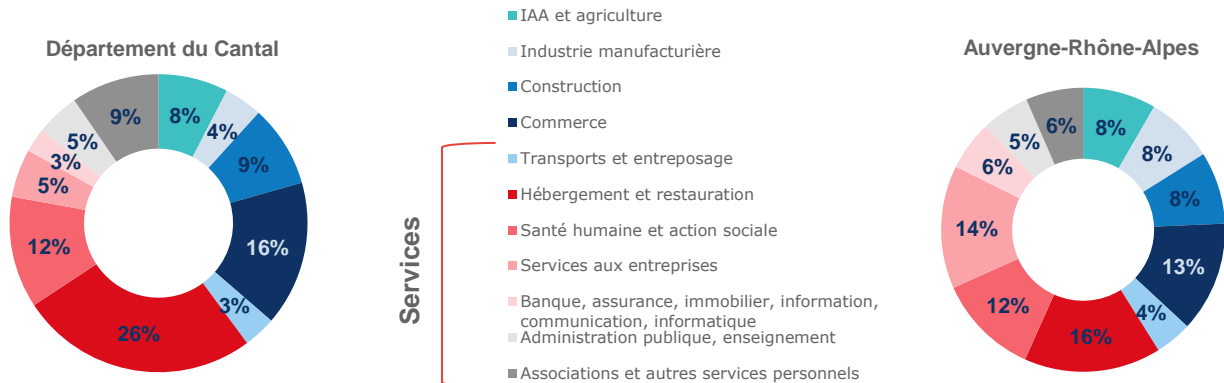 Département du Cantal
8%
4%
9%
16%
3%
26%
12%
5%
3%
5%
9%
IAA et agriculture
Industrie manufacturière
Construction
Commerce
Services
Transports et entreposage
Hébergement et restauration
Santé humaine et action sociale
Services aux entreprises
Banque, assurance, immobilier, information,
communication, informatique
Administration publique, enseignement
Associations et autres services personnels
Auvergne-Rhône-Alpes
8%
8%
8%
13%
4%
16%
12%
14%
6%
5%
6%